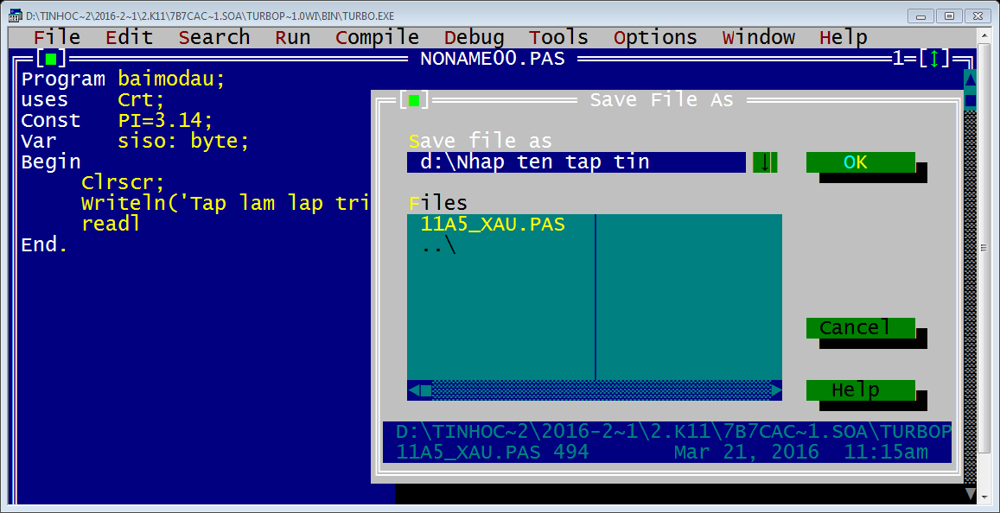 D:\TINHOC~2\2016-2~1\2.K11\7B7CAC~1.SOA\TURBOP~1.0WI\BIN\TURBO.EXE
File Edit Search Run Compile Debug Tools Options Window Help
NONAME00.PAS 1
Program baimodau;
uses Crt;
Const PI=3.14;
Var siso: byte;
Begin
Clrscr;
Writeln('Tap lam lap tri
readl
End.
Save File As
Save file as
d:\Nhap ten tap tin
OK
Files
11A5_XAU.PAS
..\
Cancel
Help
D:\TINHOC~2\2016-2~1\2.K11\7B7CAC~1.SOA\TURBOP
11A5_XAU.PAS 494 Mar 21, 2016 11:15am